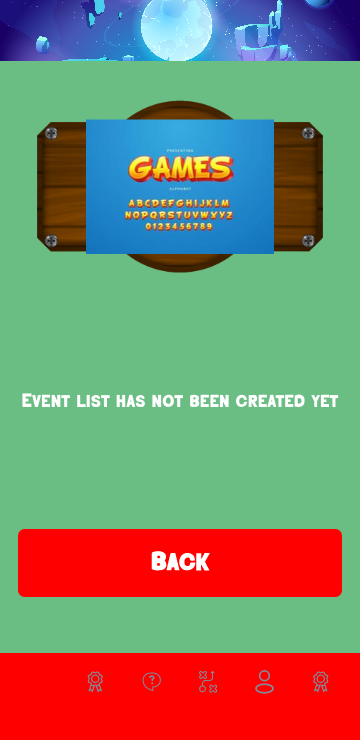 PRESENTING
GAMES
ALPHABET
ABCDEFGHIJKLM
NOPQRSTUVWXYZ
0123456789
Event list has not been created yet
Back